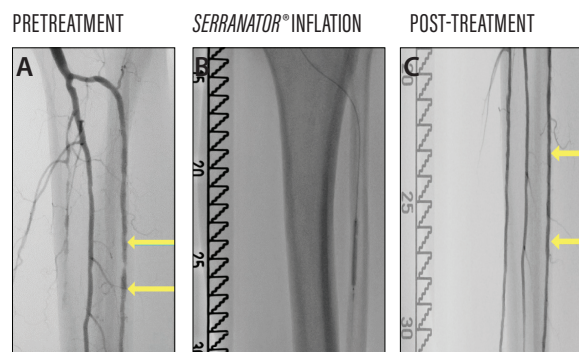 PRETREATMENT
SERRANATOR® INFLATION
POST-TREATMENT
A
B
C
20
25
25
30